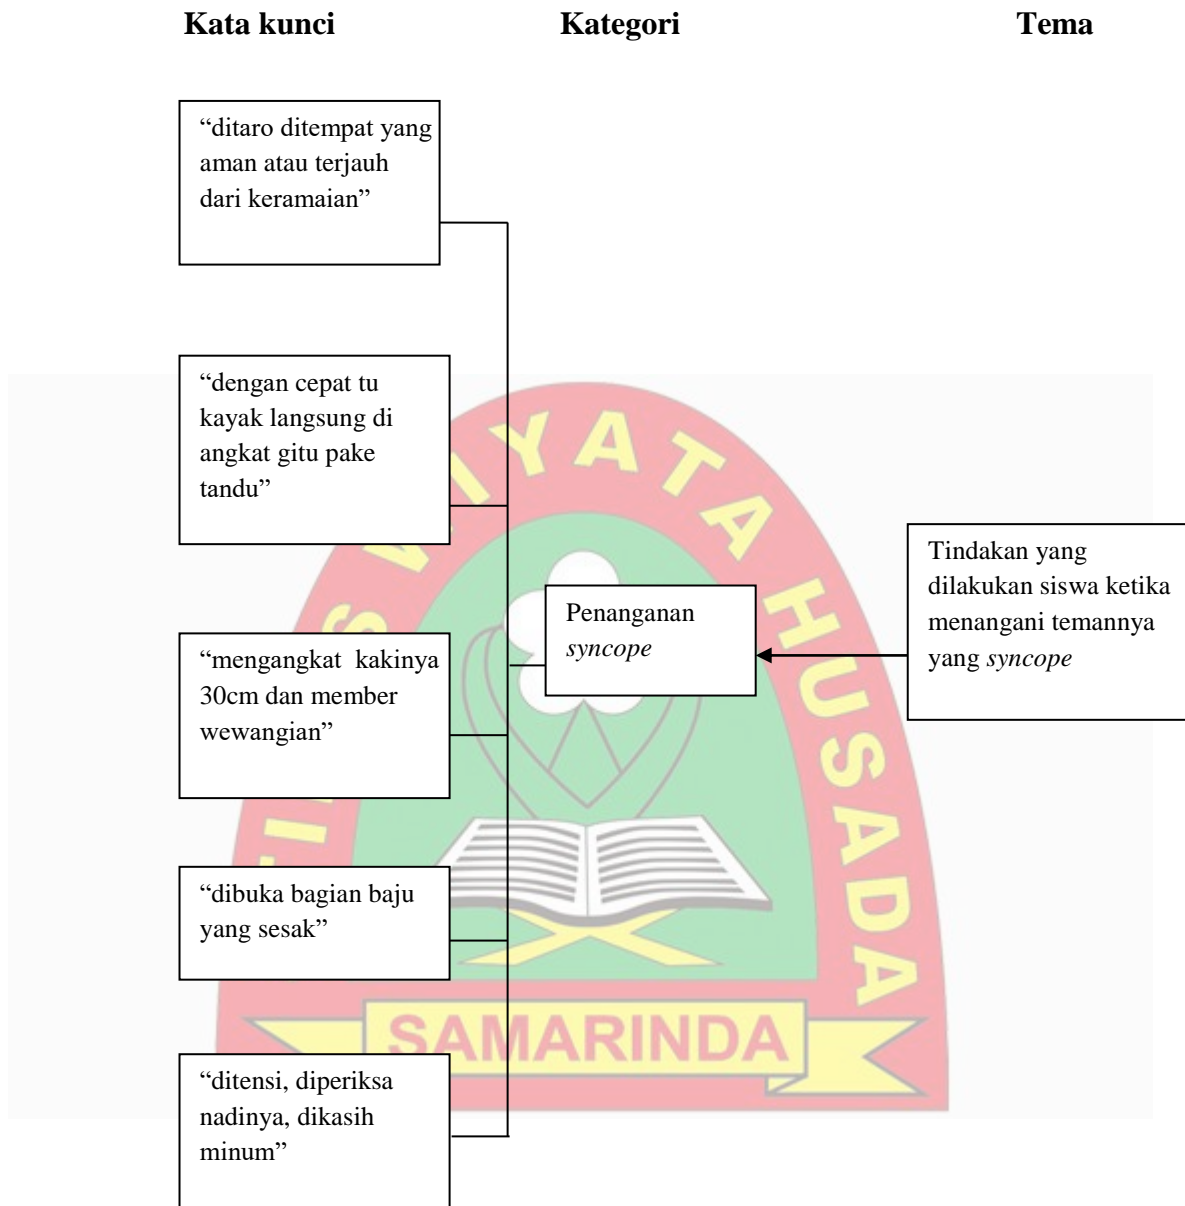 Kata kunci Kategori Tema
“ditaro ditempat yang
aman atau terjauh
dari keramaian”
“dengan cepat tu
kayak langsung di
angkat gitu pake
tandu”
“mengangkat kakinya
30cm dan member
wewangian”
“dibuka bagian baju
yang sesak”
“ditensi, diperiksa
nadinya, dikasih
minum”
Penanganan
syncope
Tindakan yang
dilakukan siswa ketika
menangani temannya
yang syncope
WIYATA HUSADA
SAMARINDA